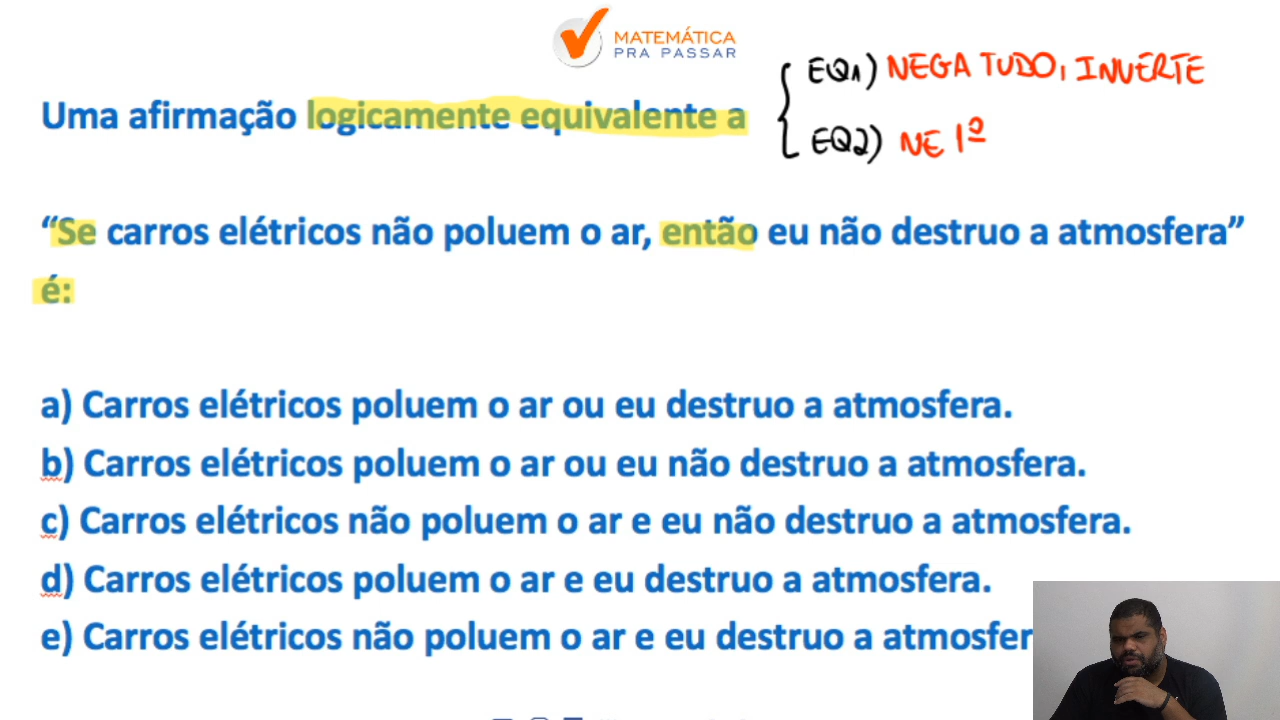 MATEMÁTICA
PRA PASSAR
EQ1) NEGA TUDO, INVERTE
Uma afirmação logicamente equivalente a
EQ2) NE 1º
“Se carros elétricos não poluem o ar, então eu não destruo a atmosfera”
é:
a) Carros elétricos poluem o ar ou eu destruo a atmosfera.
b) Carros elétricos poluem o ar ou eu não destruo a atmosfera.
c) Carros elétricos não poluem o ar e eu não destruo a atmosfera.
d) Carros elétricos poluem o ar e eu destruo a atmosfera.
e) Carros elétricos não poluem o ar e eu destruo a atmosfer